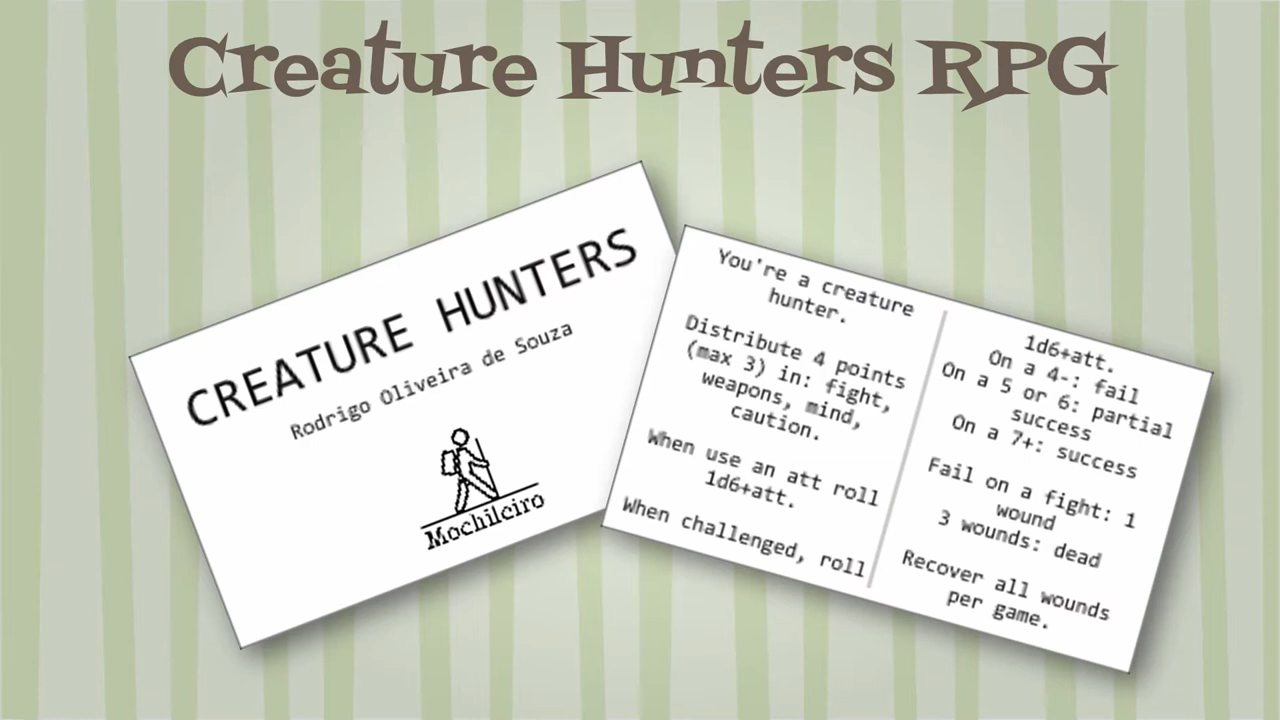 Creature Hunters RPG
CREATURE HUNTERS
Rodrigo Oliveira de Souza
Mochileiro
You're a creature
hunter.
Distribute 4 points
(max 3) in: fight,
weapons, mind,
caution.
When use an att roll
1d6+att.
When challenged, roll
1d6+att.
On a 4-: fail
On a 5 or 6: partial
success
On a 7+: success
Fail on a fight: 1
wound
3 wounds: dead
Recover all wounds
per game.